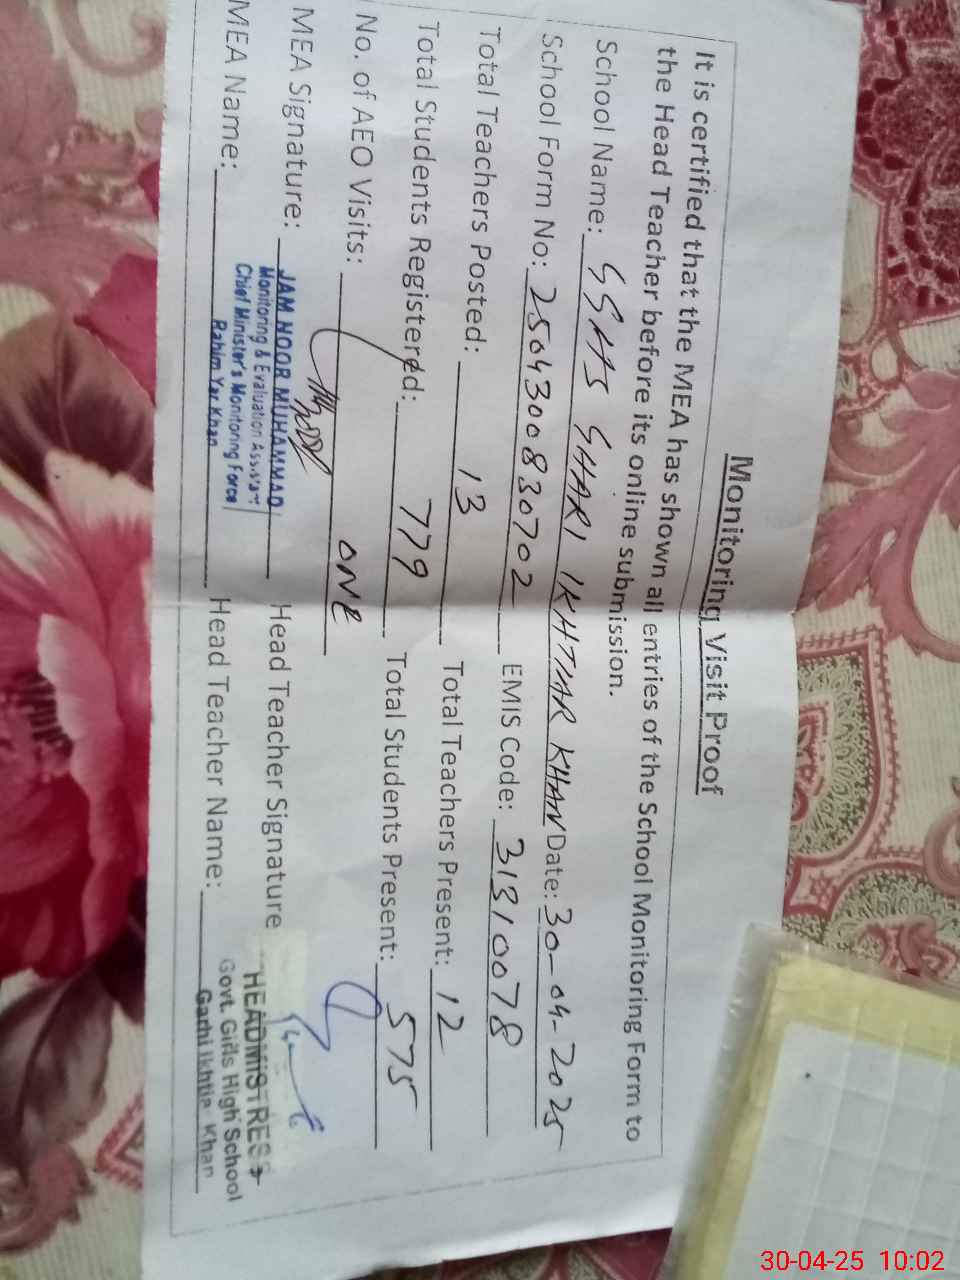 Monitoring Visit Proof
It is certified that the MEA has shown all entries of the School Monitoring Form to
the Head Teacher before its online submission.
School Name: GGHS GHARI IKHTIAR KHAN Date: 30-04-2025
School Form No: 2504300830702 EMIS Code: 31310078
Total Teachers Posted: 13 Total Teachers Present: 12
Total Students Registered: 779 Total Students Present: 575
No. of AEO Visits: ONE
MEA Signature: Head Teacher Signature
MEA Name: Head Teacher Name:
JAM NOOR MUHAMMAD
Monitoring & Evaluation Assistant
Chief Minister's Monitoring Force
Rahim Yar Khan
HEADMISTRESS
Govt. Girls High School
Garhi Ikhtiar Khan
30-04-25 10:02